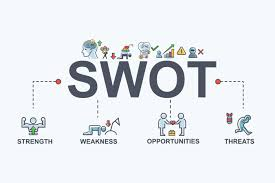 SWOT
STRENGTH
WEAKNESS
OPPORTUNITIES
THREATS